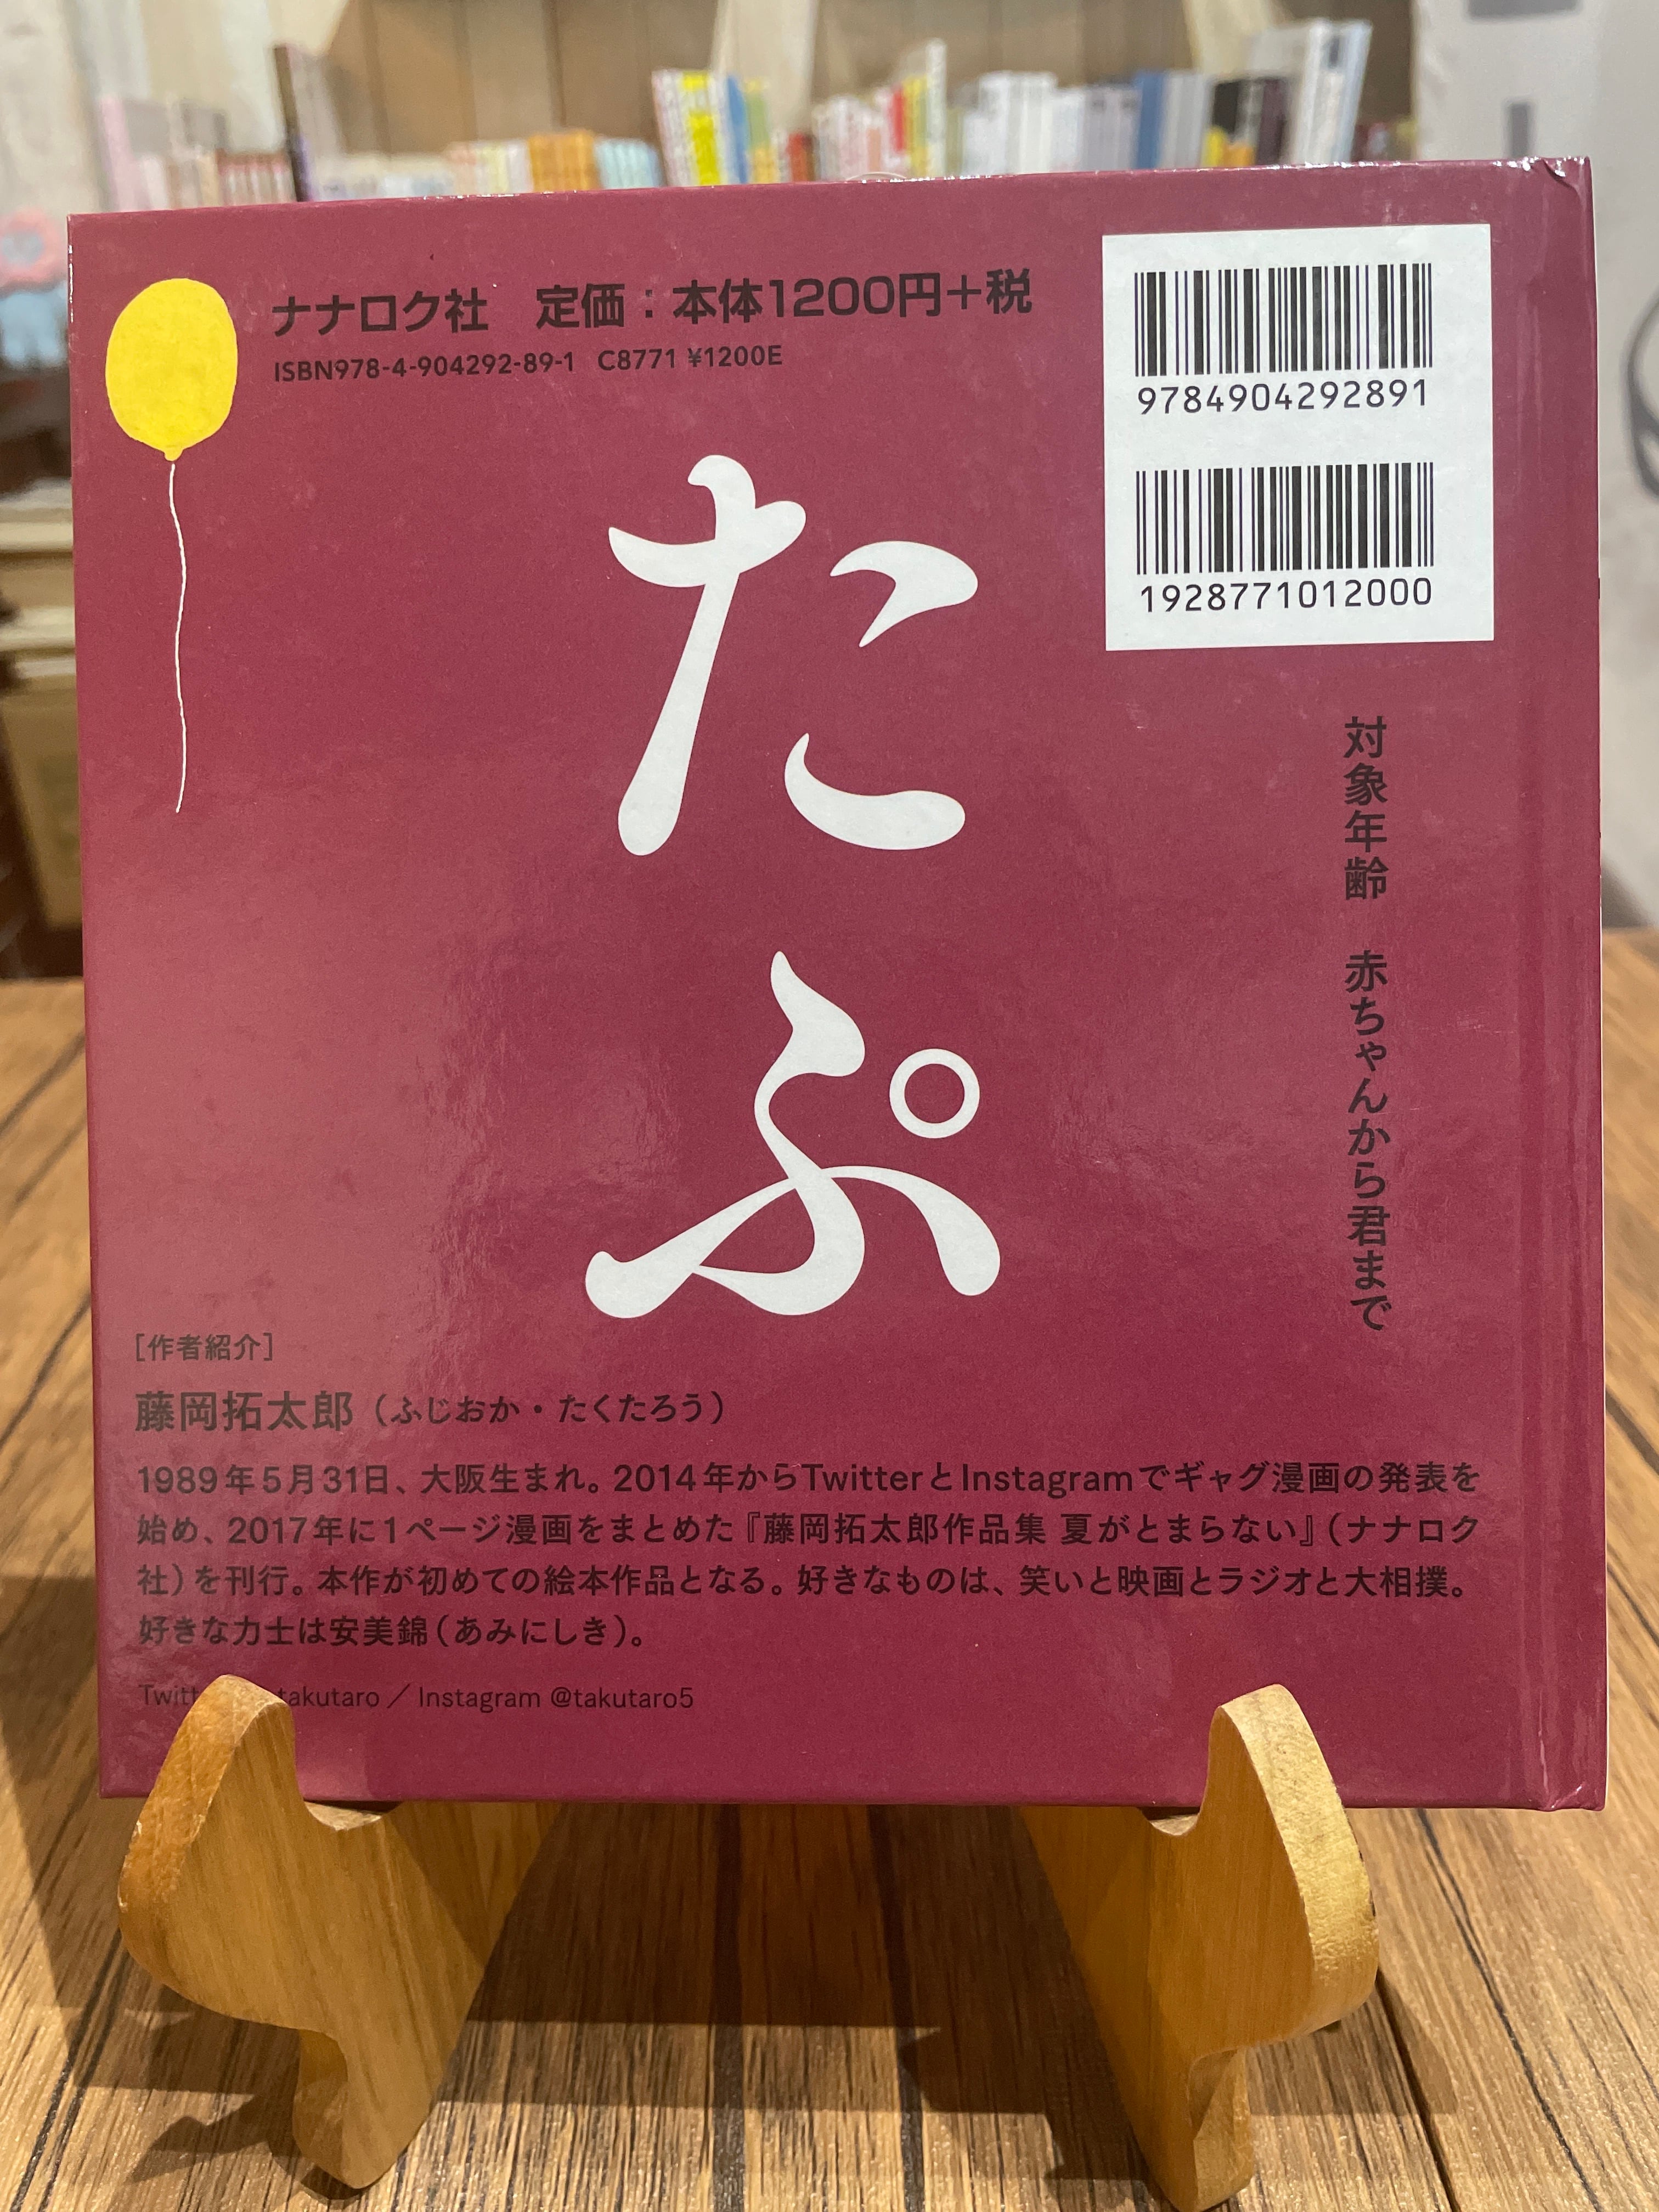 ナナロク社　定価：本体1200円＋税
ISBN978-4-904292-89-1 C8771 ¥1200E
9784904292891
1928771012000
たぷ
対象年齢　赤ちゃんから君まで
［作者紹介］
藤岡拓太郎（ふじおか・たくたろう）
1989年5月31日、大阪生まれ。2014年からTwitterとInstagramでギャグ漫画の発表を
始め、2017年に1ページ漫画をまとめた『藤岡拓太郎作品集 夏がとまらない』（ナナロク
社）を刊行。本作が初めての絵本作品となる。好きなものは、笑いと映画とラジオと大相撲。
好きな力士は安美錦（あみにしき）。
takutaro／Instagram @takutaro5